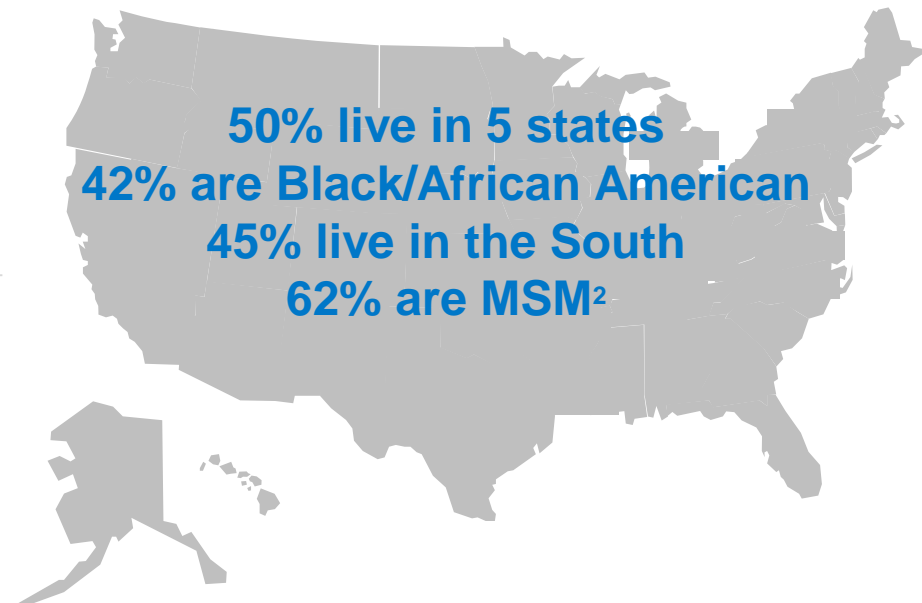 50% live in 5 states
42% are Black/African American
45% live in the South
62% are MSM²